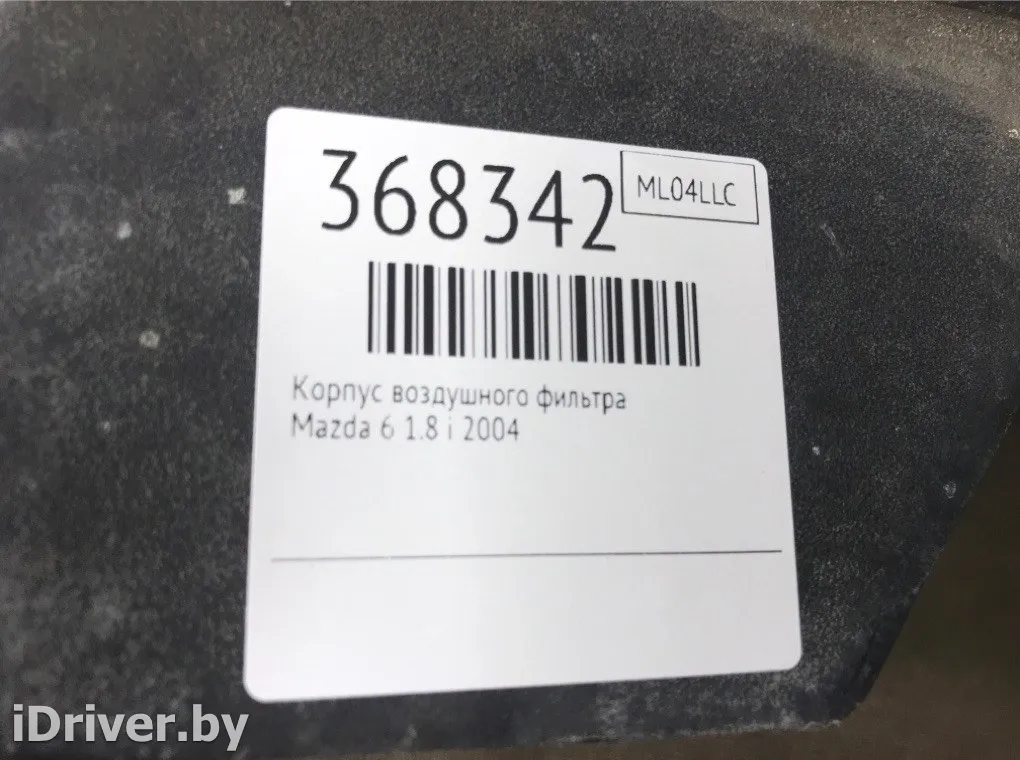 368342
ML04LLC
Корпус воздушного фильтра
Mazda 6 1.8 i 2004
iDriver.by